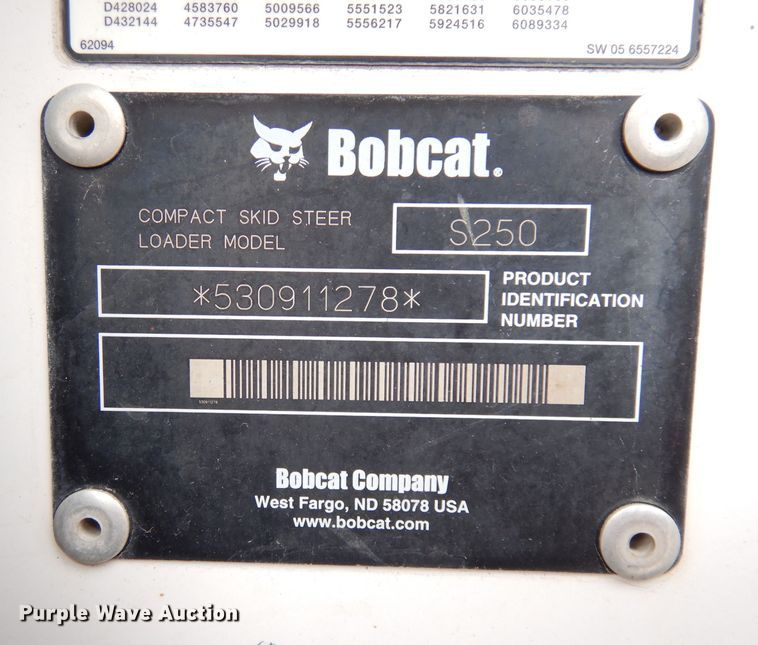 D428024 4583760 5009566 5551523 5821631 6035478
D432144 4735547 5029918 5556217 5924516 6089334
62094 SW 05 6557224
Bobcat.®
COMPACT SKID STEER
LOADER MODEL
S250
*530911278*
PRODUCT
IDENTIFICATION
NUMBER
530911278
Bobcat Company
West Fargo, ND 58078 USA
www.bobcat.com
Purple Wave Auction